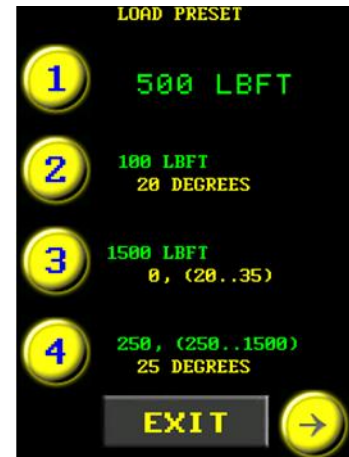 LOAD PRESET
1
500 LBFT
2
100 LBFT
20 DEGREES
3
1500 LBFT
0, (20..35)
4
250, (250..1500)
25 DEGREES
EXIT
→